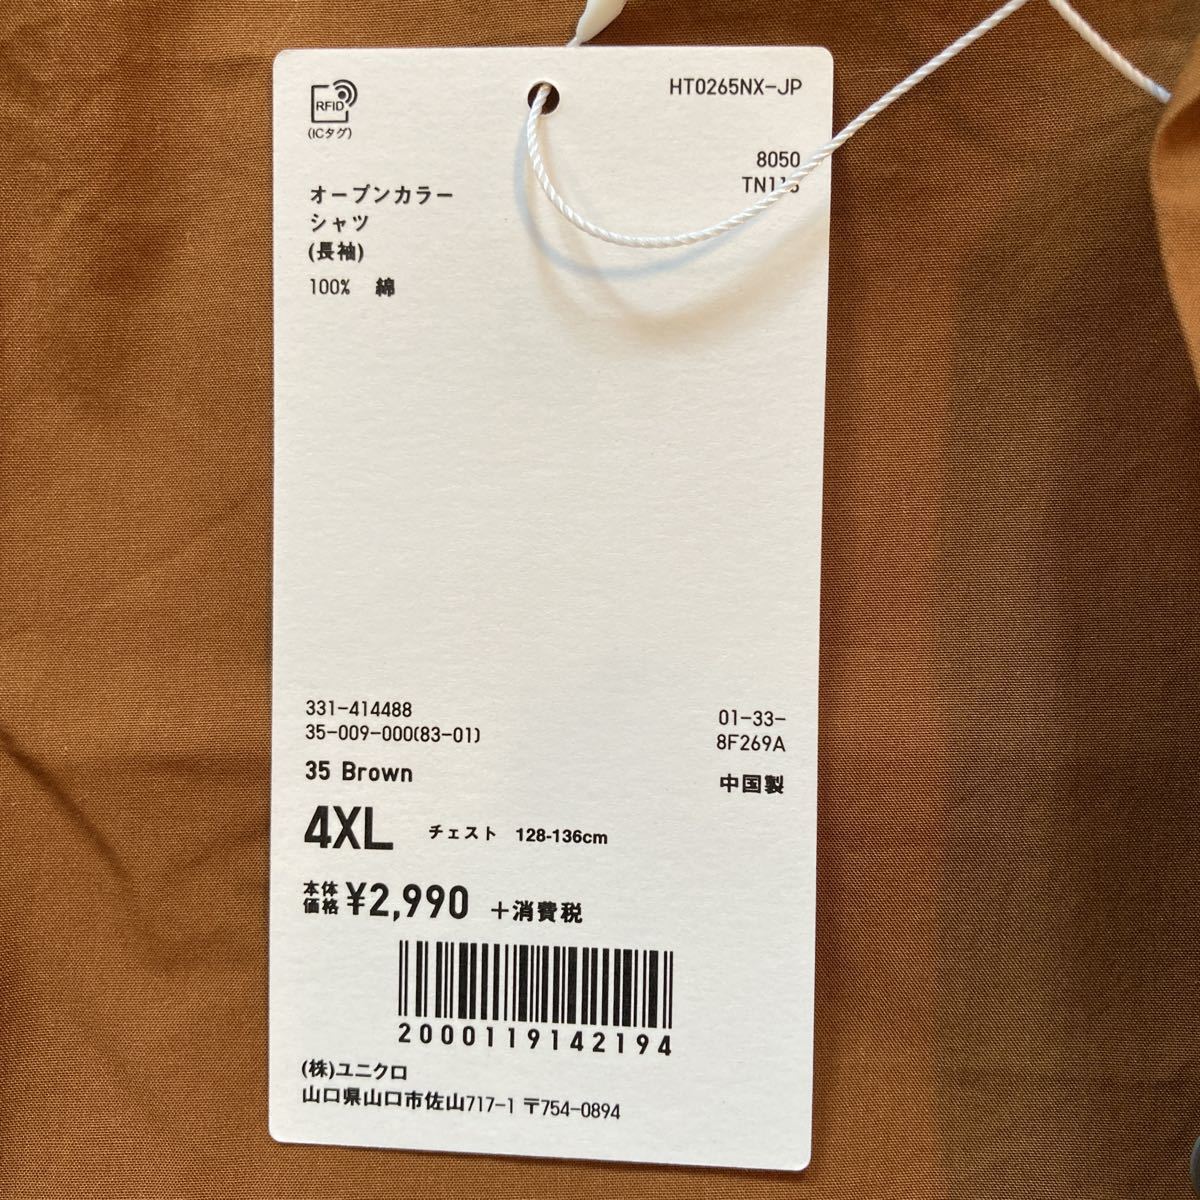 RFID
(ICタグ)
HT0265NX-JP
8050
オープンカラー
シャツ
(長袖)
100% 綿
331-414488
35-009-000(83-01)
01-33-
8F269A
35 Brown
中国製
4XL チェスト 128-136cm
本体
価格 ¥2,990 +消費税
2000119142194
(株)ユニクロ
山口県山口市佐山717-1 〒754-0894